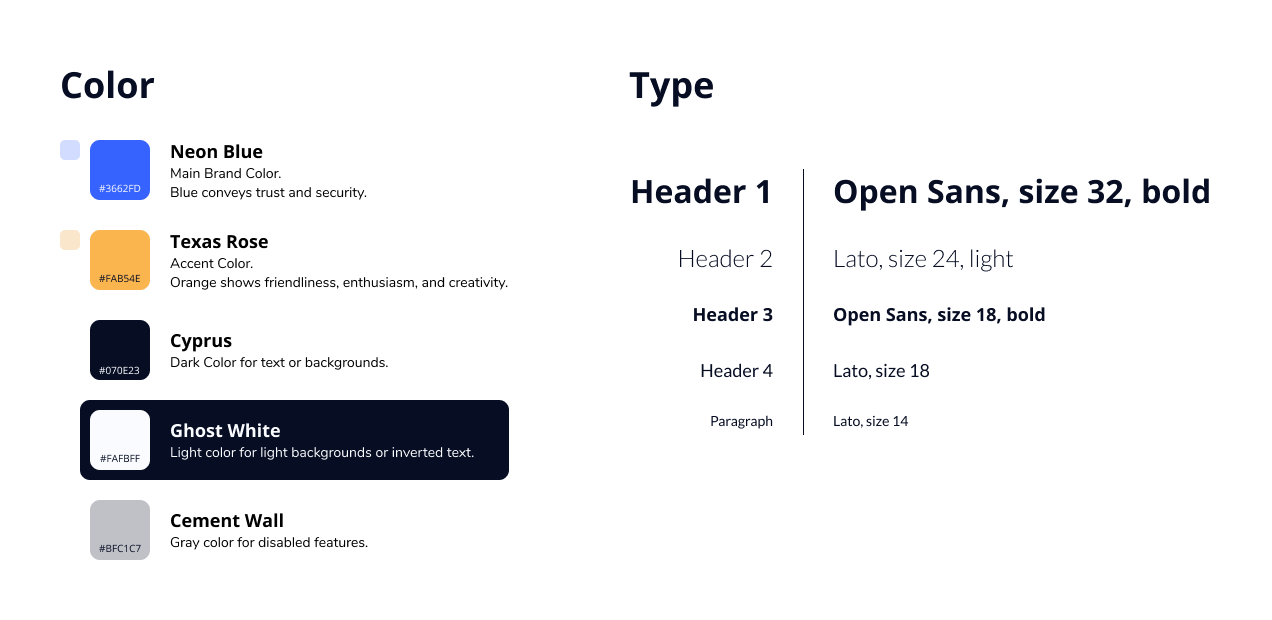 Color
#3662FD
Neon Blue
Main Brand Color.
Blue conveys trust and security.
#FAB54E
Texas Rose
Accent Color.
Orange shows friendliness, enthusiasm, and creativity.
#070E23
Cyprus
Dark Color for text or backgrounds.
#FAFBFF
Ghost White
Light color for light backgrounds or inverted text.
#BFC1C7
Cement Wall
Gray color for disabled features.
Type
Header 1 Open Sans, size 32, bold
Header 2 Lato, size 24, light
Header 3 Open Sans, size 18, bold
Header 4 Lato, size 18
Paragraph Lato, size 14